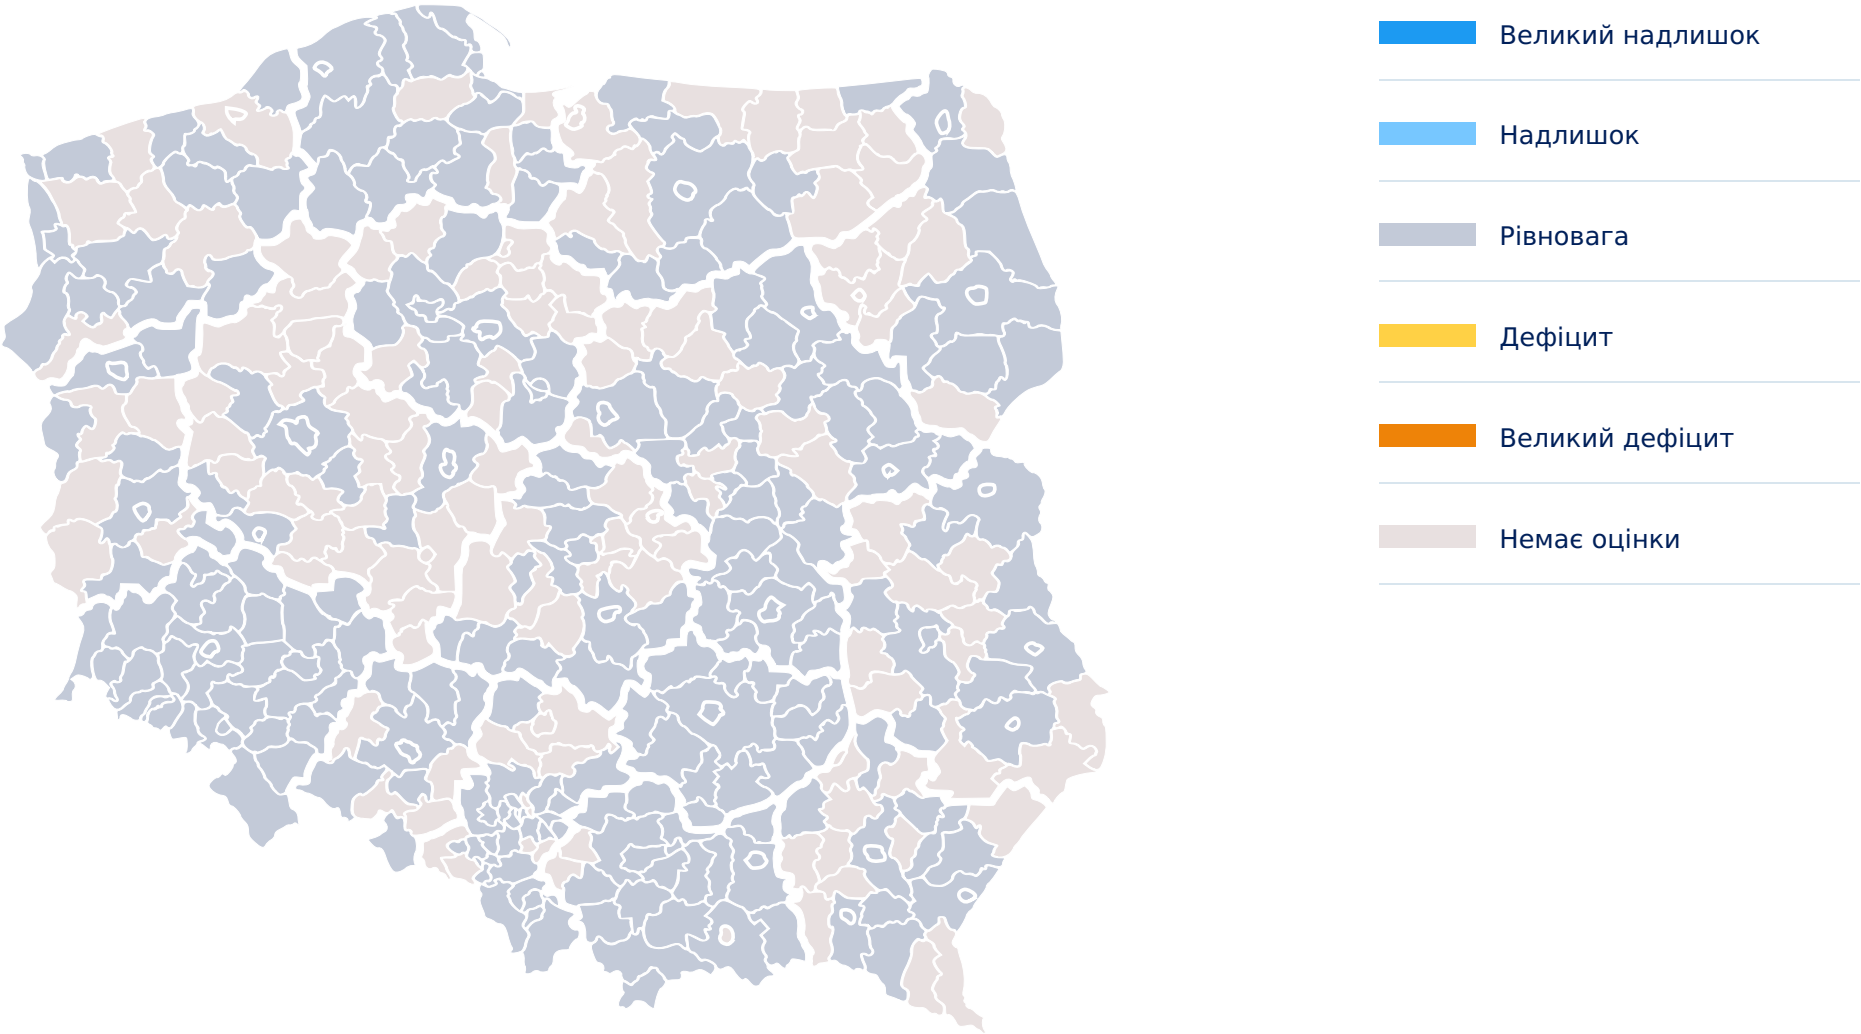 Великий надлишок
Надлишок
Рівновага
Дефіцит
Великий дефіцит
Немає оцінки